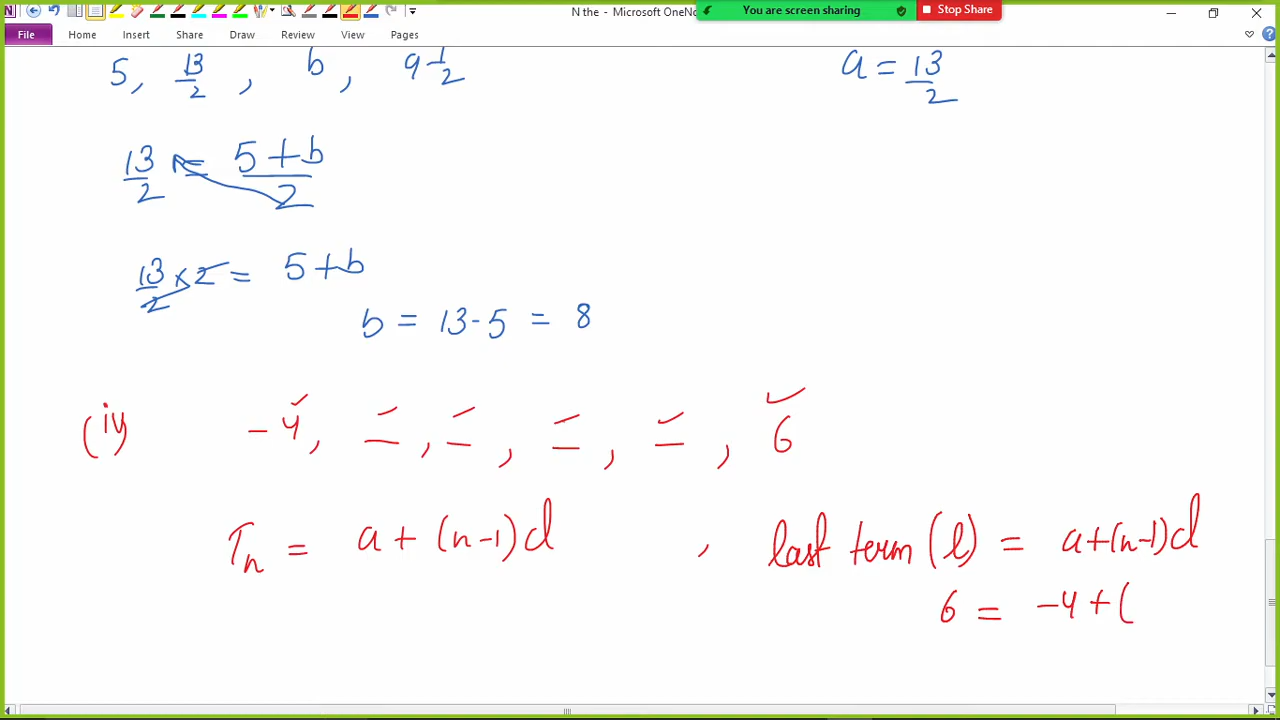 N the - Microsoft OneNo
You are screen sharing
Stop Share
File Home Insert Share Draw Review View Pages
5, 13/2, b, 9 1/2
a = 13/2
13/2 = 5+b/2
13/2 × 2 = 5+b
b = 13-5 = 8
(iv) -4, _, _, _, _, 6
Tn = a+(n-1)d , last term (l) = a+(n-1)d
6 = -4+(